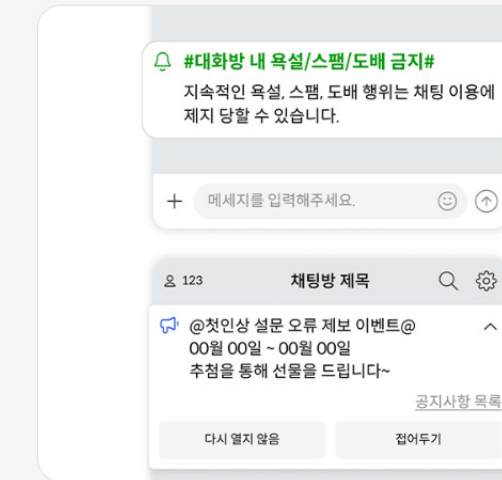 #대화방 내 욕설/스팸/도배 금지#
지속적인 욕설, 스팸, 도배 행위는 채팅 이용에
제지 당할 수 있습니다.
메세지를 입력해주세요.
123 채팅방 제목
@첫인상 설문 오류 제보 이벤트@
00월 00일 ~ 00월 00일
추첨을 통해 선물을 드립니다~
공지사항 목록
다시 열지 않음 접어두기